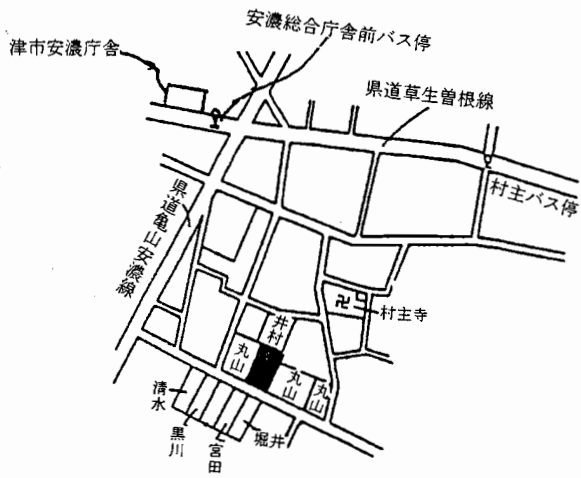 安濃総合庁舎前バス停
津市安濃庁舎
県道草生曽根線
村主バス停
県道亀山安濃線
卍
村主寺
井村
丸山
丸山
丸山
清水
黒川
宮田
堀井